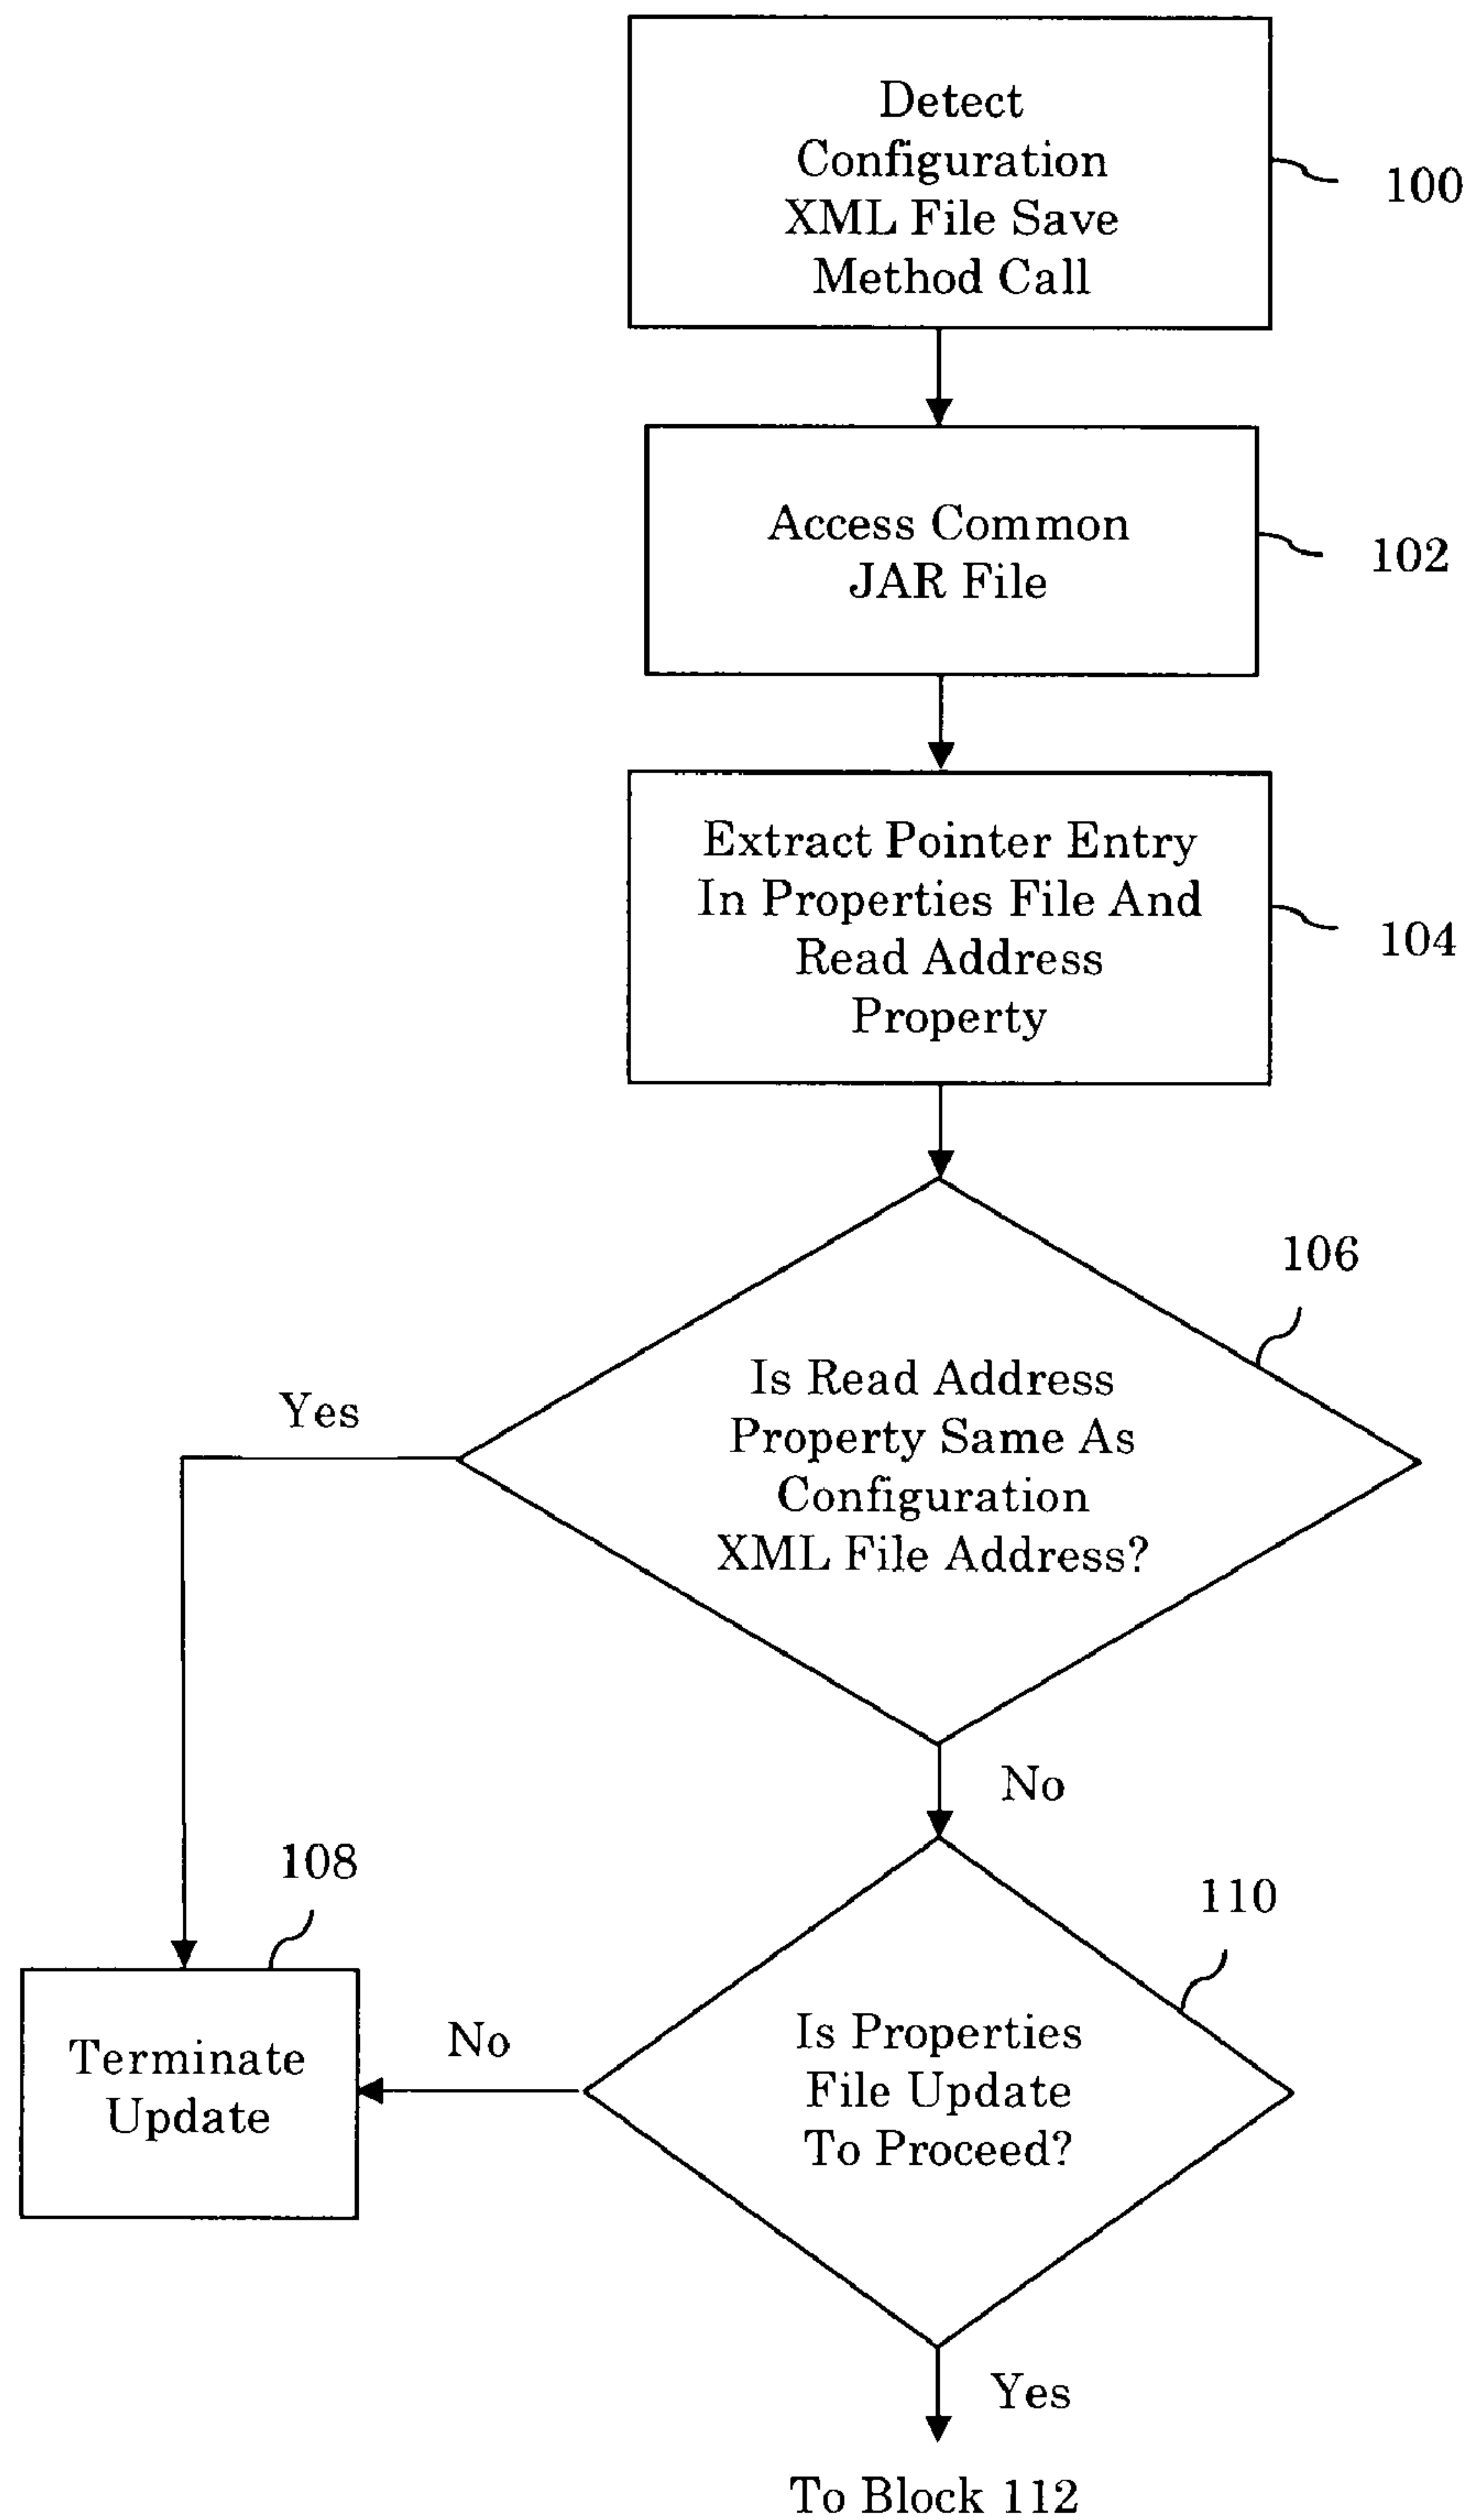 Detect
Configuration
XML File Save
Method Call
100
Access Common
JAR File
102
Extract Pointer Entry
In Properties File And
Read Address
Property
104
106
Is Read Address
Property Same As
Configuration
XML File Address?
Yes
No
108
110
Terminate
Update
No
Is Properties
File Update
To Proceed?
Yes
To Block 112